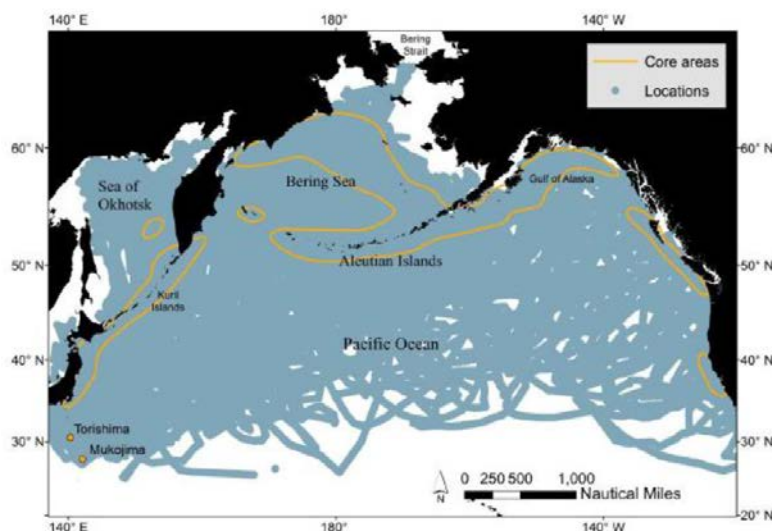 140° E
180°
140° W
Bering
Strait
Core areas
Locations
60° N
60° N
Sea of
Okhotsk
Bering Sea
Gulf of Alaska
50° N
50° N
Aleutian Islands
Kuril
Islands
Pacific Ocean
40° N
40° N
Torishima
30° N
30° N
Mukojima
0 250 500 1,000
Nautical Miles
N
20° N
140° E
180°
140° W